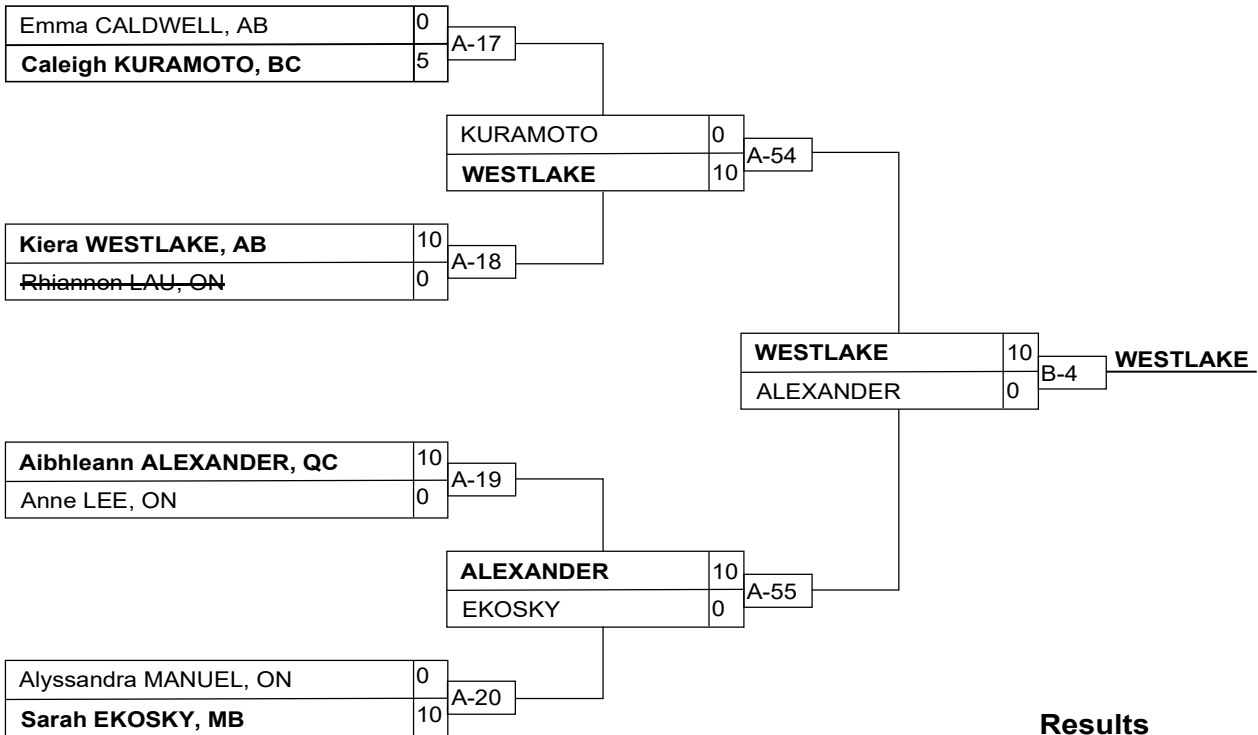 Emma CALDWELL, AB 0
A-17
Caleigh KURAMOTO, BC 5
KURAMOTO 0
A-54
WESTLAKE 10
Kiera WESTLAKE, AB 10
A-18
Rhiannon LAU, ON 0
WESTLAKE 10
B-4 WESTLAKE
ALEXANDER 0
Aibhleann ALEXANDER, QC 10
A-19
Anne LEE, ON 0
ALEXANDER 10
A-55
EKOSKY 0
Alyssandra MANUEL, ON 0
A-20
Sarah EKOSKY, MB 10
Results